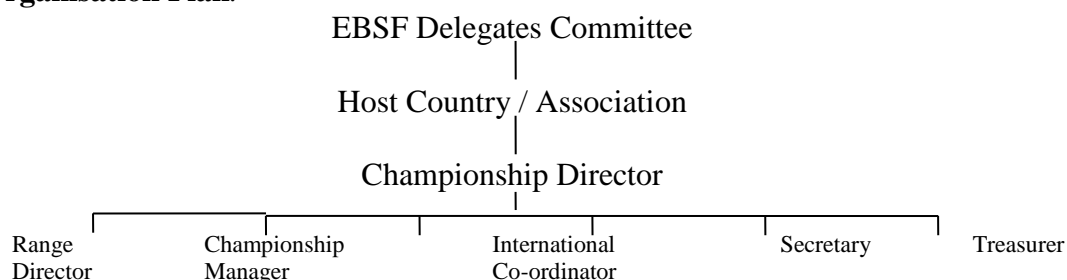 rganisation Plan.
EBSF Delegates Committee
Host Country / Association
Championship Director
Range Championship International Secretary Treasurer
Director Manager Co-ordinator